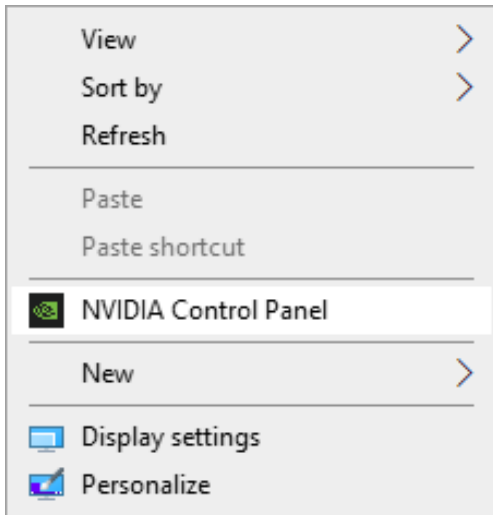 View
Sort by
Refresh
Paste
Paste shortcut
NVIDIA Control Panel
New
Display settings
Personalize